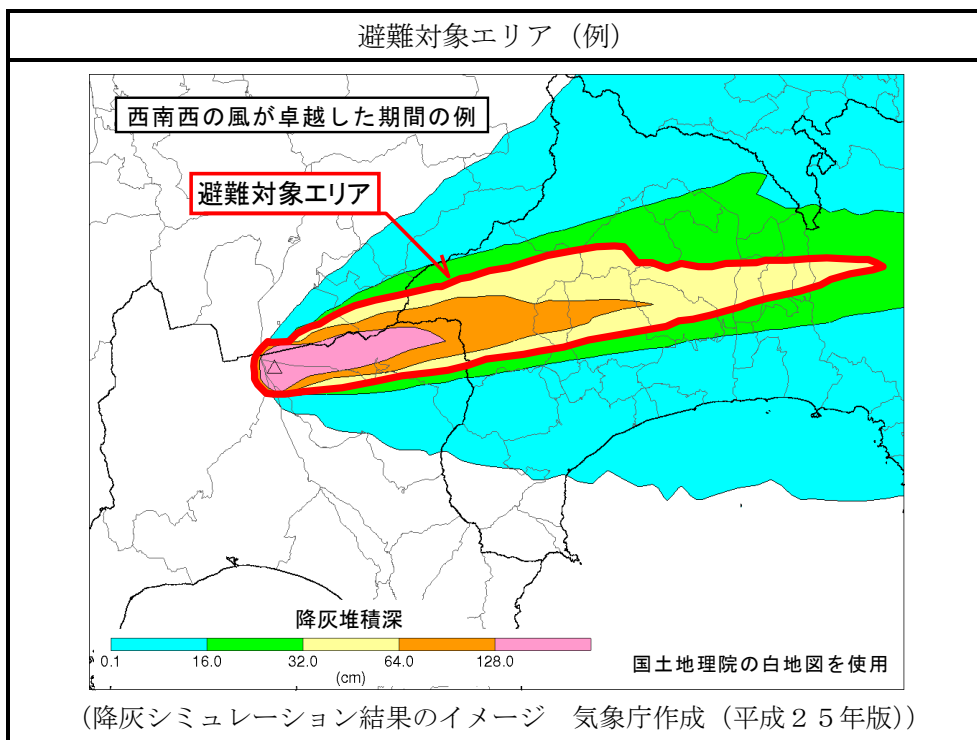 避難対象エリア（例）
西南西の風が卓越した期間の例
避難対象エリア
降灰堆積深
0.1 16.0 32.0 64.0 128.0
(cm)
国土地理院の白地図を使用
（降灰シミュレーション結果のイメージ　気象庁作成（平成２５年版））